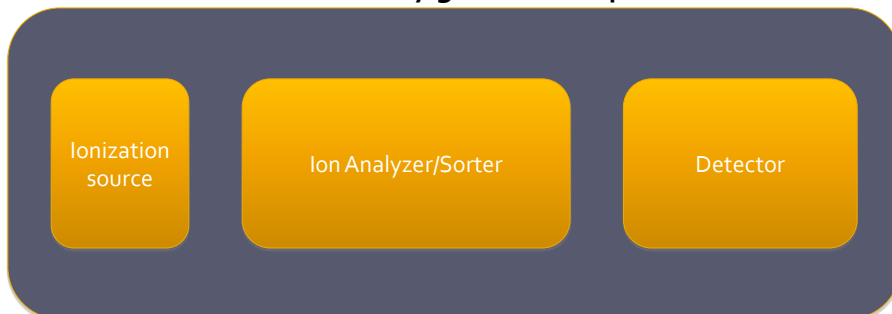 Ionization
source
Ion Analyzer/Sorter
Detector